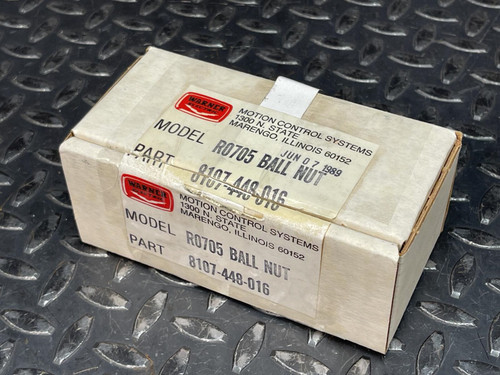 WARNER
MOTION CONTROL SYSTEMS
1300 N. STATE
MARENGO, ILLINOIS 60152
JUN 07 1989
MODEL R0705 BALL NUT
PART 8107-448-016
WARNER
MOTION CONTROL SYSTEMS
1300 N. STATE
MARENGO, ILLINOIS 60152
MODEL R0705 BALL NUT
PART 8107-448-016